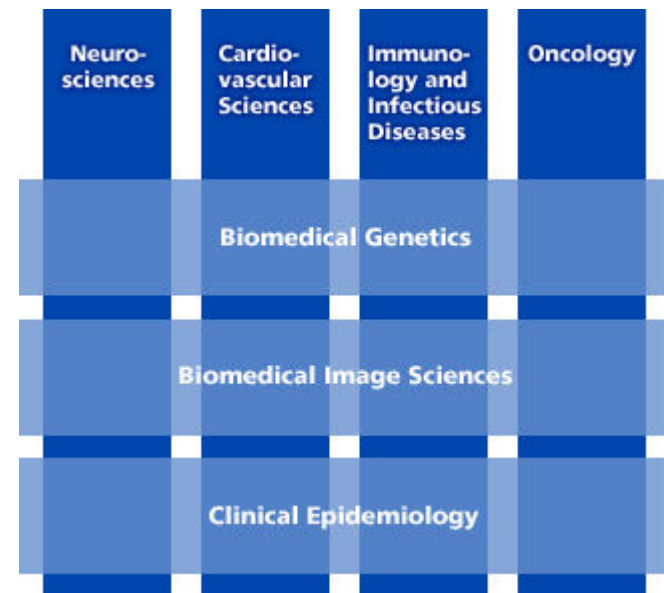 Neuro-
sciences
Cardio-
vascular
Sciences
Immuno-
logy and
Infectious
Diseases
Oncology
Biomedical Genetics
Biomedical Image Sciences
Clinical Epidemiology